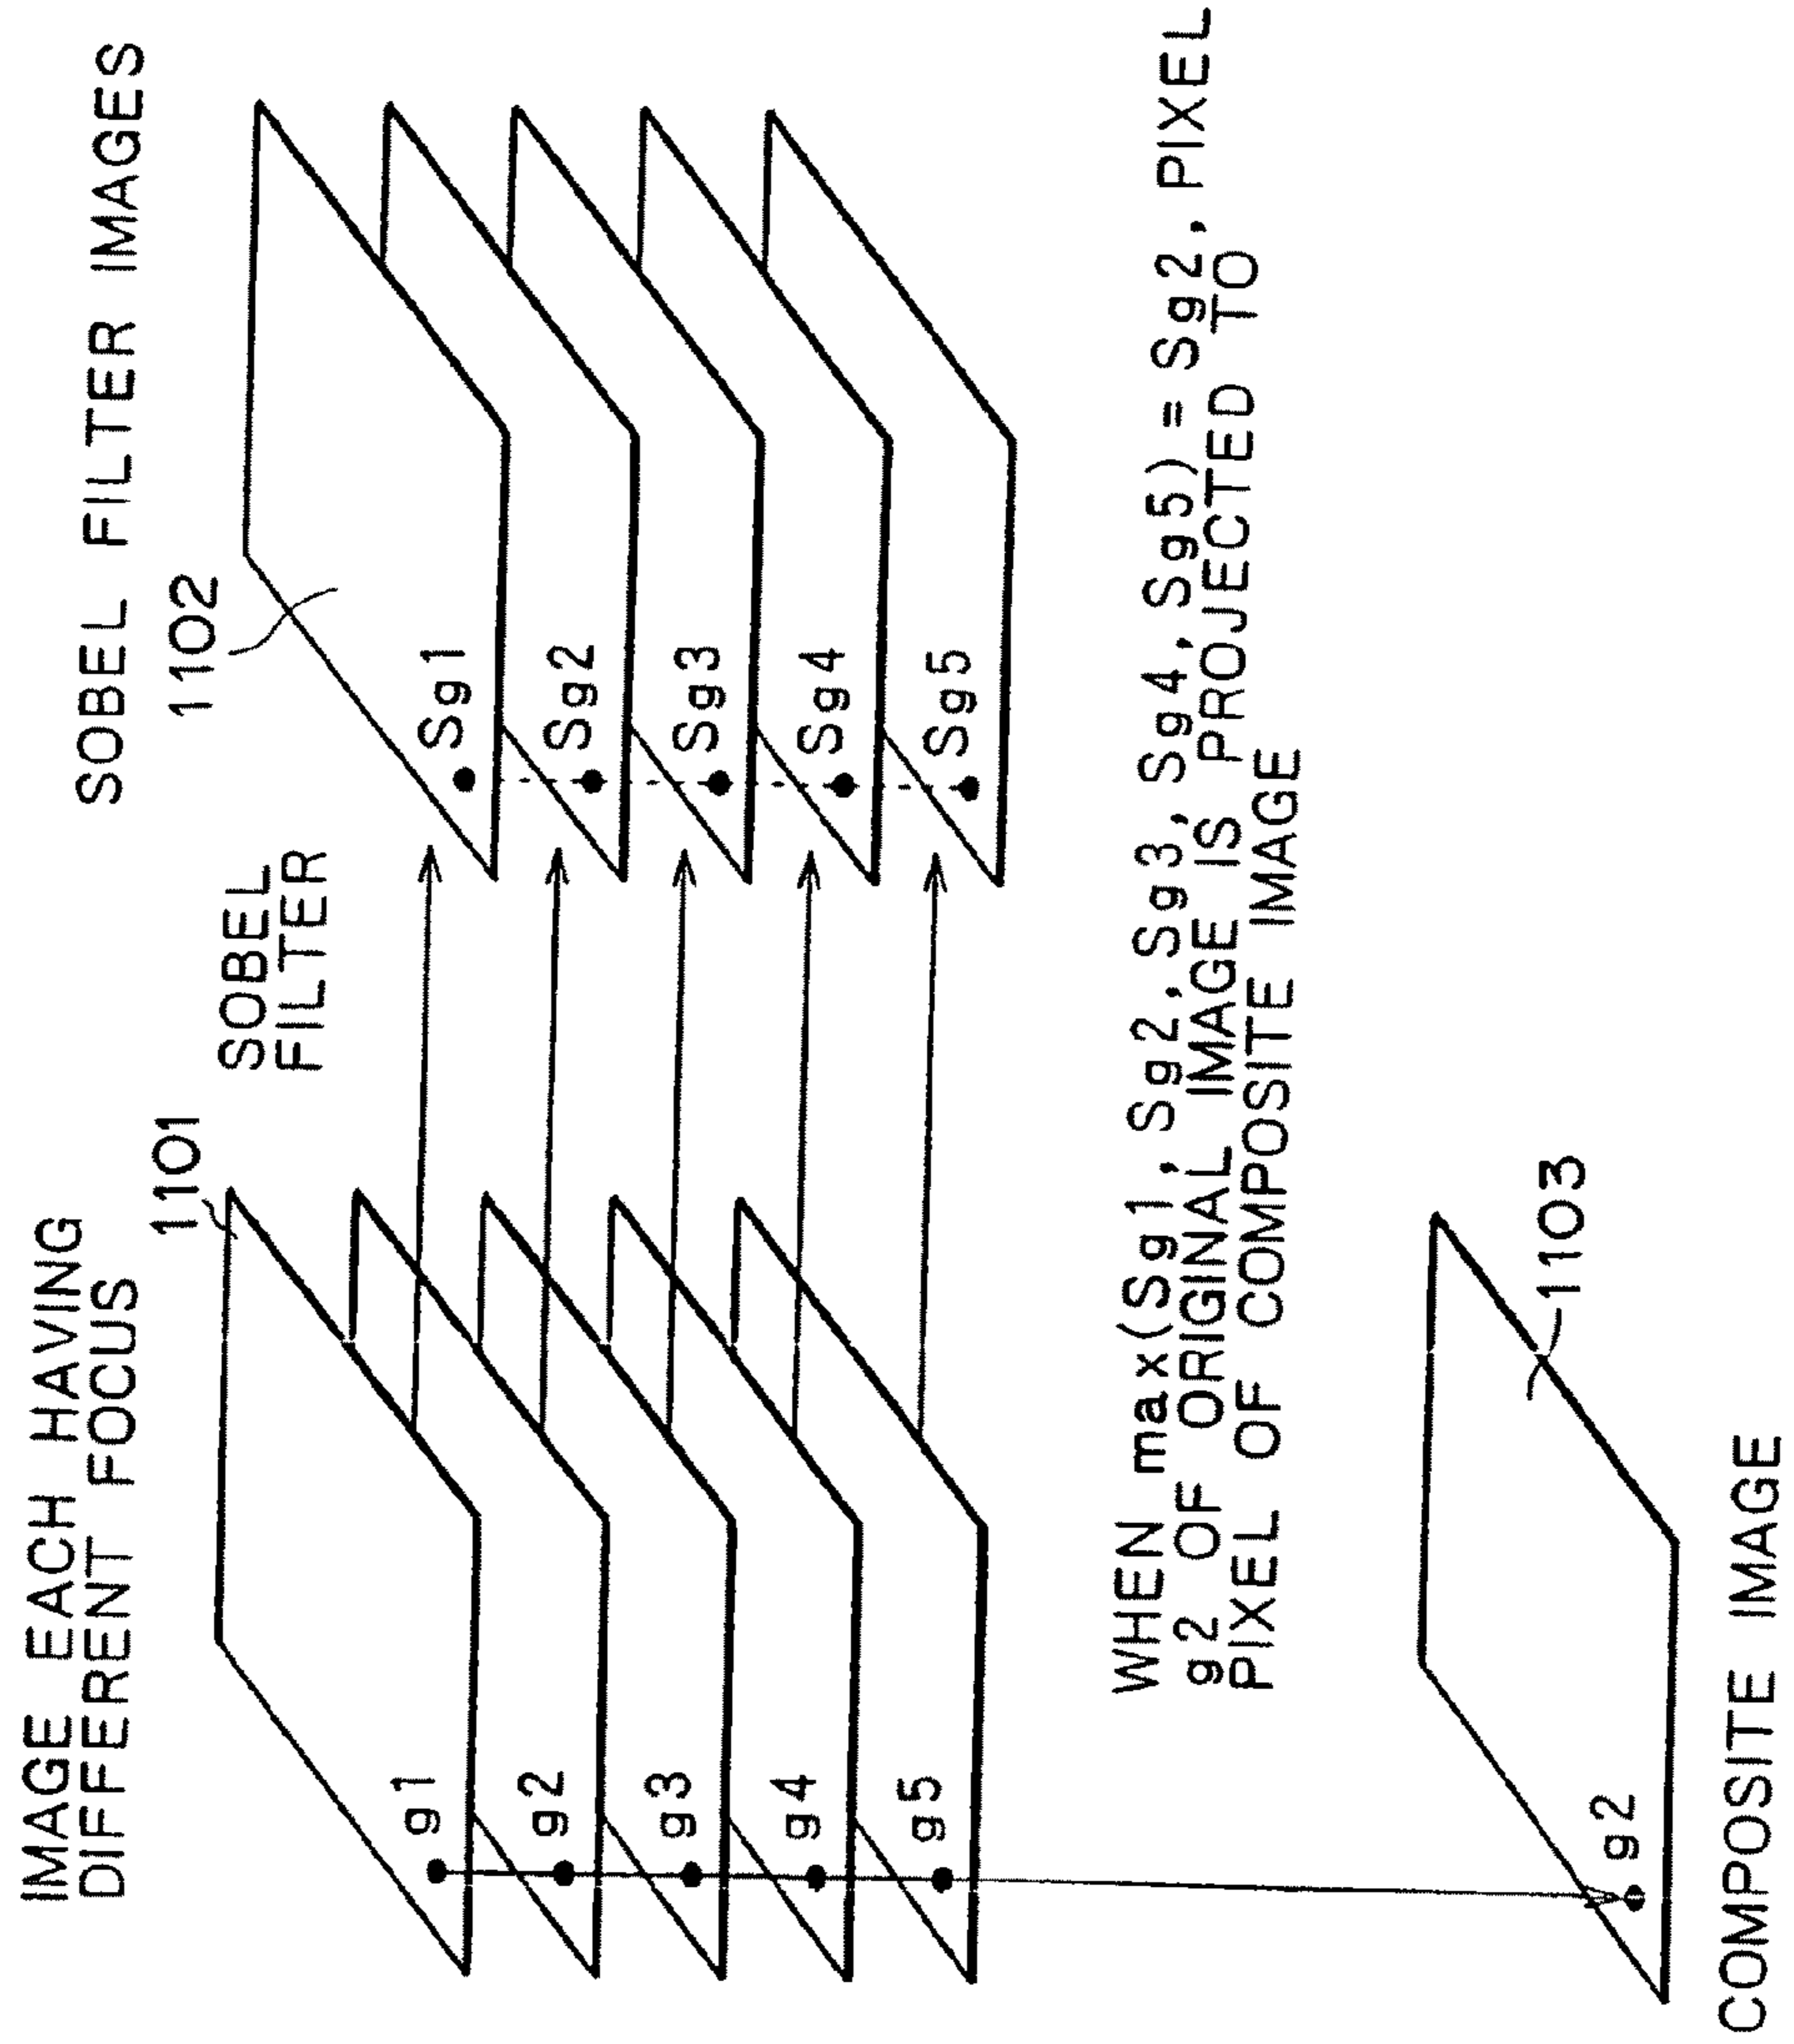 IMAGE EACH HAVING
DIFFERENT FOCUS
1101
SOBEL
FILTER
SOBEL FILTER IMAGES
1102
g1
g2
g3
g4
g5
Sg1
Sg2
Sg3
Sg4
Sg5
WHEN max(Sg1, Sg2, Sg3, Sg4, Sg5) = Sg2, PIXEL
g2 OF ORIGINAL IMAGE IS PROJECTED TO
PIXEL OF COMPOSITE IMAGE
1103
g2
COMPOSITE IMAGE